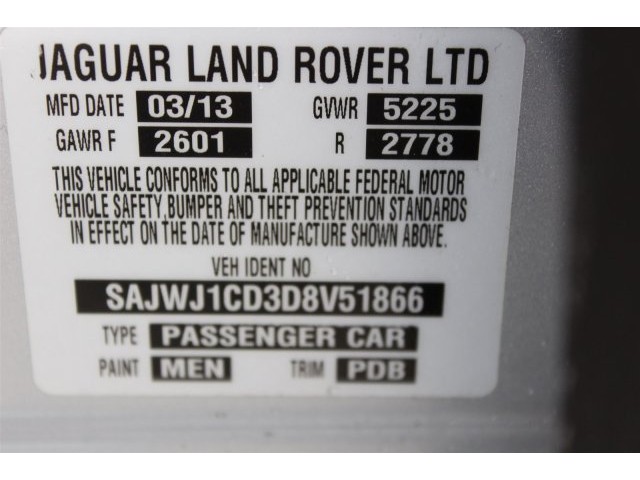 JAGUAR LAND ROVER LTD
MFD DATE 03/13 GVWR 5225
GAWR F 2601 R 2778
THIS VEHICLE CONFORMS TO ALL APPLICABLE FEDERAL MOTOR
VEHICLE SAFETY, BUMPER AND THEFT PREVENTION STANDARDS
IN EFFECT ON THE DATE OF MANUFACTURE SHOWN ABOVE.
VEH IDENT NO
SAJWJ1CD3D8V51866
TYPE PASSENGER CAR
PAINT MEN TRIM PDB